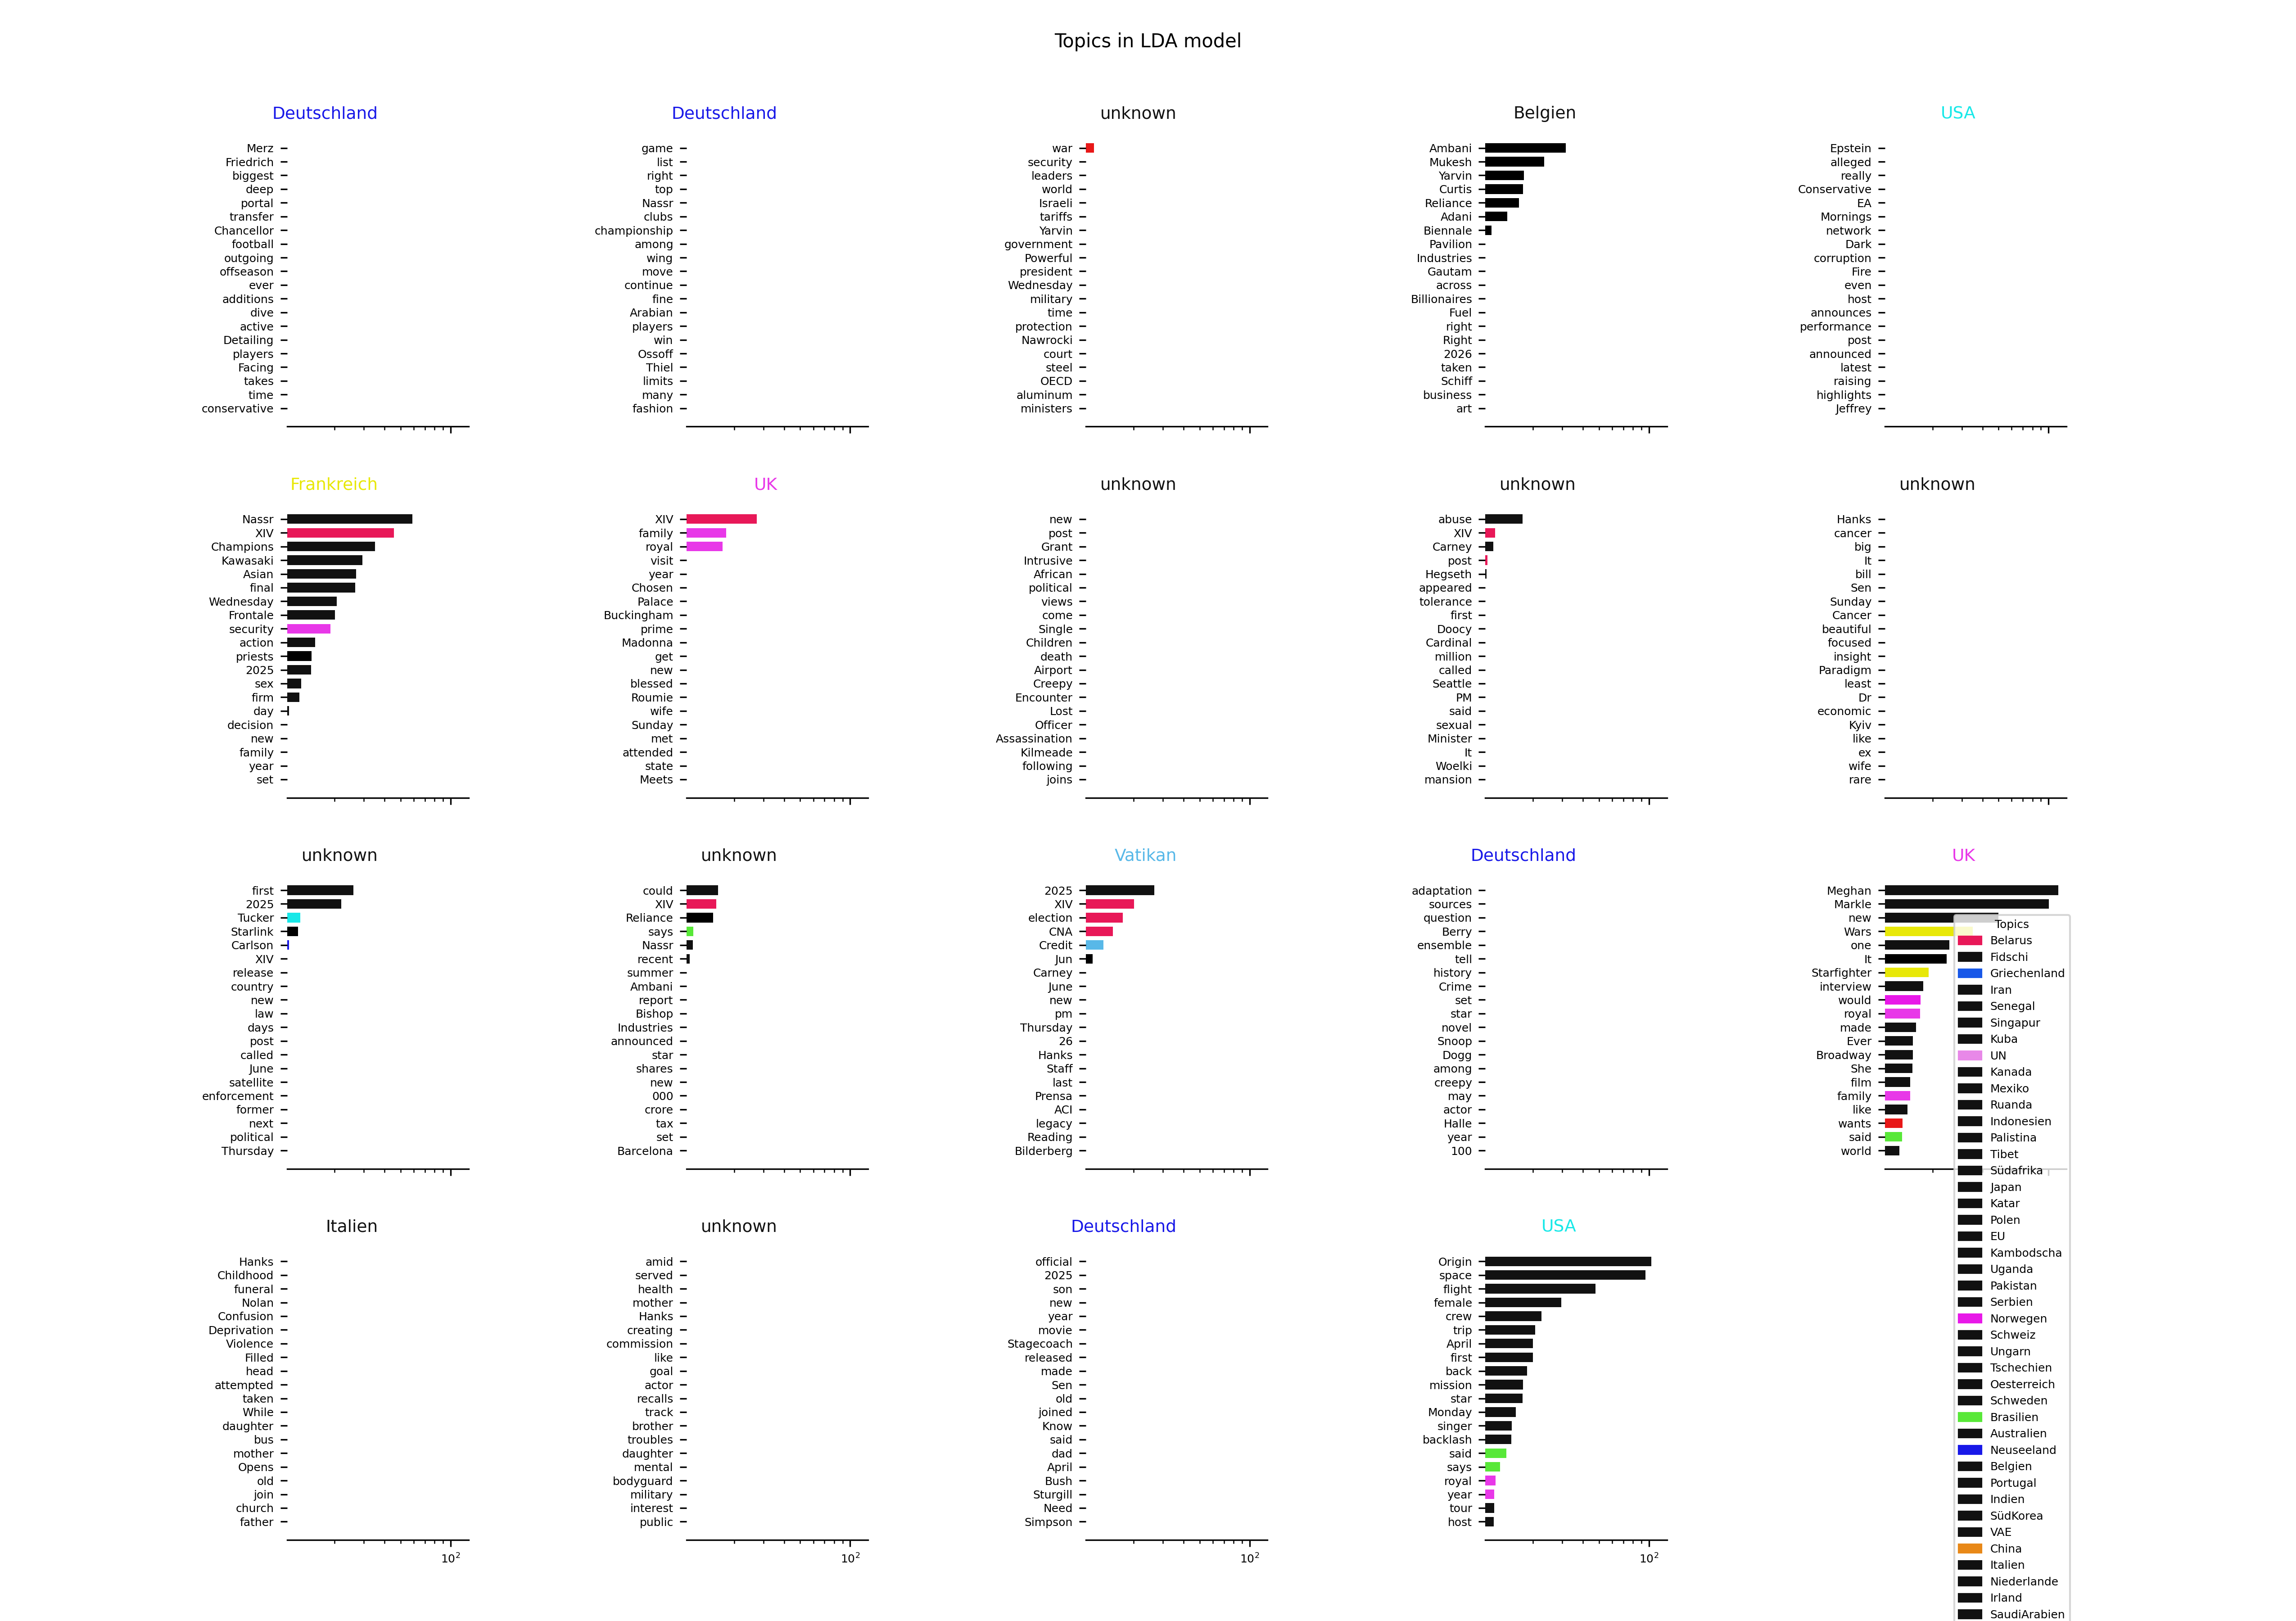 Topics in LDA model
Deutschland
Merz
Friedrich
biggest
deep
portal
transfer
Chancellor
football
outgoing
offseason
ever
additions
dive
active
Detailing
players
Facing
takes
time
conservative
Deutschland
game
list
right
top
Nassr
clubs
championship
among
wing
move
continue
fine
Arabian
players
win
Ossoff
Thiel
limits
many
fashion
unknown
war
security
leaders
world
Israeli
tariffs
Yarvin
government
Powerful
president
Wednesday
military
time
protection
Nawrocki
court
steel
OECD
aluminum
ministers
Belgien
Ambani
Mukesh
Yarvin
Curtis
Reliance
Adani
Biennale
Pavilion
Industries
Gautam
across
Billionaires
Fuel
right
Right
2026
taken
Schiff
business
art
USA
Epstein
alleged
really
Conservative
EA
Mornings
network
Dark
corruption
Fire
even
host
announces
performance
post
announced
latest
raising
highlights
Jeffrey
Frankreich
Nassr
XIV
Champions
Kawasaki
Asian
final
Wednesday
Frontale
security
action
priests
2025
sex
firm
day
decision
new
family
year
set
UK
XIV
family
royal
visit
year
Chosen
Palace
Buckingham
prime
Madonna
get
new
blessed
Roumie
wife
Sunday
met
attended
state
Meets
unknown
new
post
Grant
Intrusive
African
political
views
come
Single
Children
death
Airport
Creepy
Encounter
Lost
Officer
Assassination
Kilmeade
following
joins
unknown
abuse
XIV
Carney
post
Hegseth
appeared
tolerance
first
Doocy
Cardinal
million
called
Seattle
PM
said
sexual
Minister
It
Woelki
mansion
unknown
Hanks
cancer
big
It
bill
Sen
Sunday
Cancer
beautiful
focused
insight
Paradigm
least
Dr
economic
Kyiv
like
ex
wife
rare
unknown
first
2025
Tucker
Starlink
Carlson
XIV
release
country
new
law
days
post
called
June
satellite
enforcement
former
next
political
Thursday
unknown
could
XIV
Reliance
says
Nassr
recent
summer
Ambani
report
Bishop
Industries
announced
star
shares
new
000
crore
tax
set
Barcelona
Vatikan
2025
XIV
election
CNA
Credit
Jun
Carney
June
new
pm
Thursday
26
Hanks
Staff
last
Prensa
ACI
legacy
Reading
Bilderberg
Deutschland
adaptation
sources
question
Berry
ensemble
tell
history
Crime
set
star
novel
Snoop
Dogg
among
creepy
may
actor
Halle
year
100
UK
Meghan
Markle
new
Wars
one
It
Starfighter
interview
would
royal
made
Ever
Broadway
She
film
family
like
wants
said
world
Italien
Hanks
Childhood
funeral
Nolan
Confusion
Deprivation
Violence
Filled
head
attempted
taken
While
daughter
bus
mother
Opens
old
join
church
father
10²
unknown
amid
served
health
mother
Hanks
creating
commission
like
goal
actor
recalls
track
brother
troubles
daughter
mental
bodyguard
military
interest
public
10²
Deutschland
official
2025
son
new
year
movie
Stagecoach
released
made
Sen
old
joined
Know
said
dad
April
Bush
Sturgill
Need
Simpson
10²
USA
Origin
space
flight
female
crew
trip
April
first
back
mission
star
Monday
singer
backlash
said
says
royal
year
tour
host
10²
Topics
Belarus
Fidschi
Griechenland
Iran
Senegal
Singapur
Kuba
UN
Kanada
Mexiko
Ruanda
Indonesien
Palistina
Tibet
Südafrika
Japan
Katar
Polen
EU
Kambodscha
Uganda
Pakistan
Serbien
Norwegen
Schweiz
Ungarn
Tschechien
Oesterreich
Schweden
Brasilien
Australien
Neuseeland
Belgien
Portugal
Indien
SüdKorea
VAE
China
Italien
Niederlande
Irland
SaudiArabien